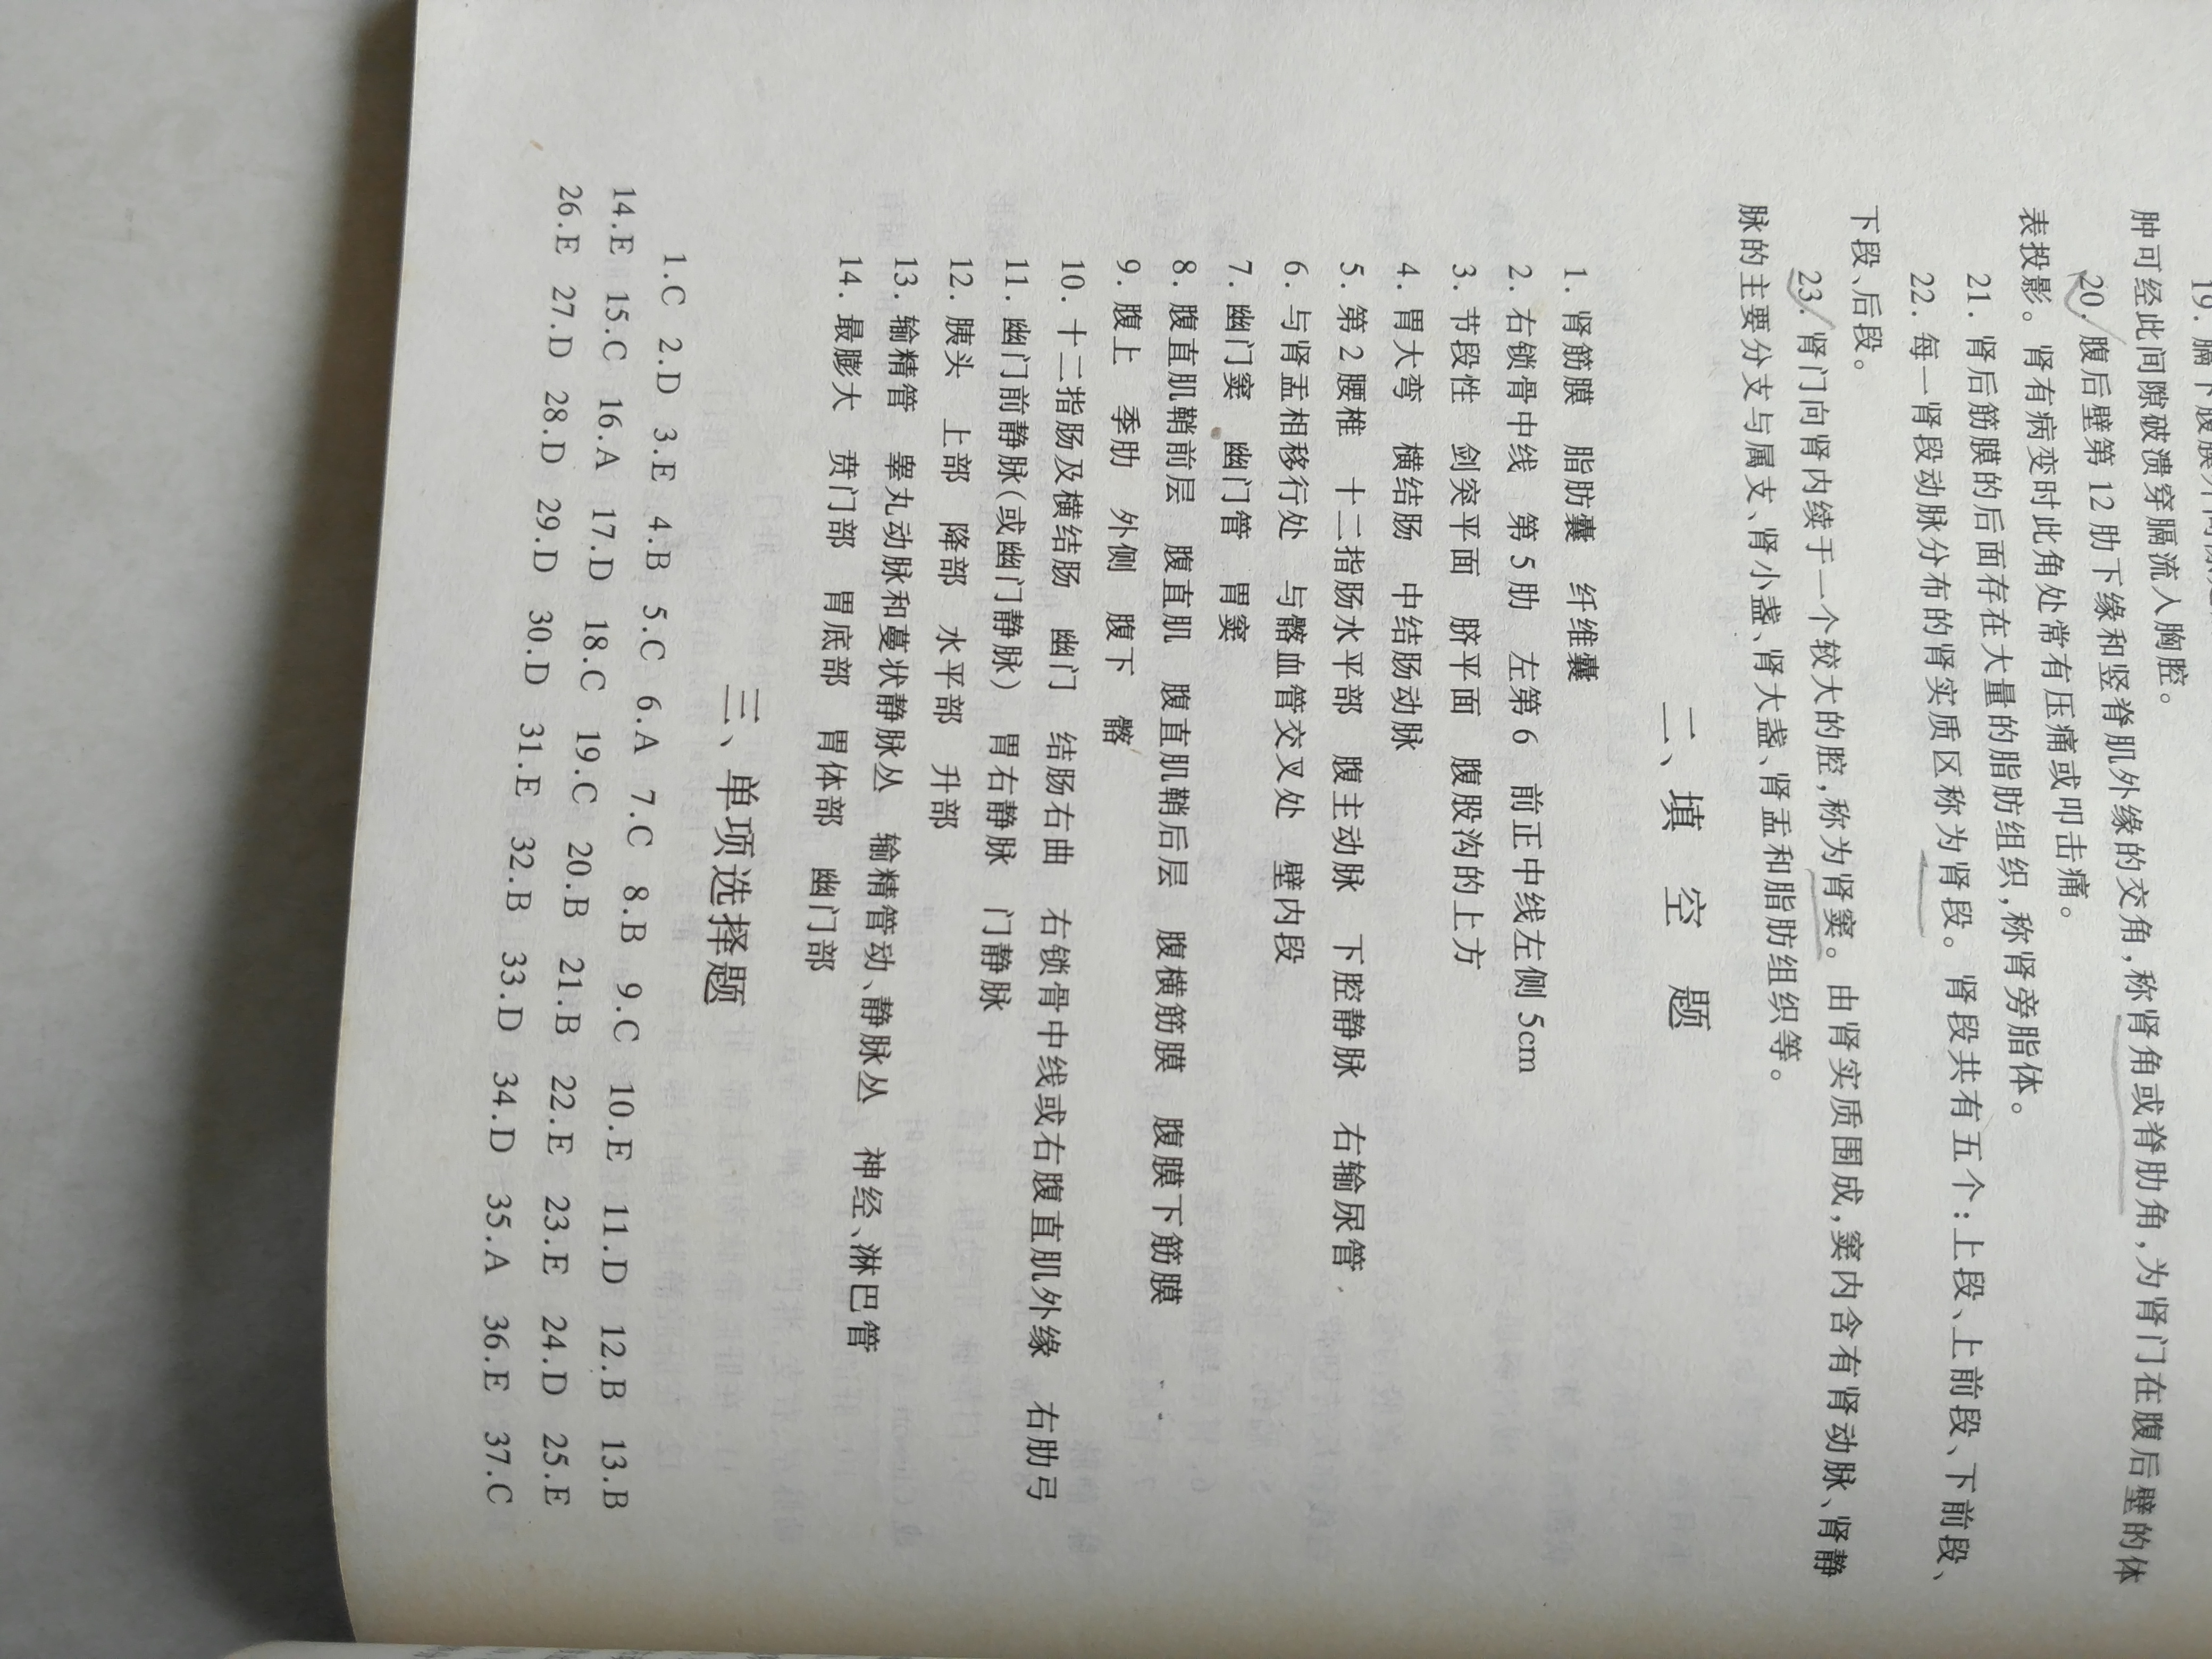 19. 膈下腹膜外间隙
肿可经此间隙破溃穿膈流入胸腔。
20. 腹后壁第 12 肋下缘和竖脊肌外缘的交角,称肾角或脊肋角,为肾门在腹后壁的体
表投影。肾有病变时此角处常有压痛或叩击痛。
21. 肾后筋膜的后面存在大量的脂肪组织,称肾旁脂体。
22. 每一肾段动脉分布的肾实质区称为肾段。肾段共有五个:上段、上前段、下前段、
下段、后段。
23. 肾门向肾内续于一个较大的腔,称为肾窦。由肾实质围成,窦内含有肾动脉、肾静
脉的主要分支与属支、肾小盏、肾大盏、肾盂和脂肪组织等。
二、填 空 题
1. 肾筋膜 脂肪囊 纤维囊
2. 右锁骨中线 第 5 肋 左第 6 前正中线左侧 5cm
3. 节段性 剑突平面 脐平面 腹股沟的上方
4. 胃大弯 横结肠 中结肠动脉
5. 第 2 腰椎 十二指肠水平部 腹主动脉 下腔静脉 右输尿管
6. 与肾盂相移行处 与髂血管交叉处 壁内段
7. 幽门窦 幽门管 胃窦
8. 腹直肌鞘前层 腹直肌 腹直肌鞘后层 腹横筋膜 腹膜下筋膜
9. 腹上 季肋 外侧 腹下 髂
10. 十二指肠及横结肠 幽门 结肠右曲 右锁骨中线或右腹直肌外缘 右肋弓
11. 幽门前静脉(或幽门静脉) 胃右静脉 门静脉
12. 胰头 上部 降部 水平部 升部
13. 输精管 睾丸动脉和蔓状静脉丛 输精管动、静脉丛 神经、淋巴管
14. 最膨大 贲门部 胃底部 胃体部 幽门部
三、单项选择题
1.C 2.D 3.E 4.B 5.C 6.A 7.C 8.B 9.C 10.E 11.D 12.B 13.B
14.E 15.C 16.A 17.D 18.C 19.C 20.B 21.B 22.E 23.E 24.D 25.E
26.E 27.D 28.D 29.D 30.D 31.E 32.B 33.D 34.D 35.A 36.E 37.C